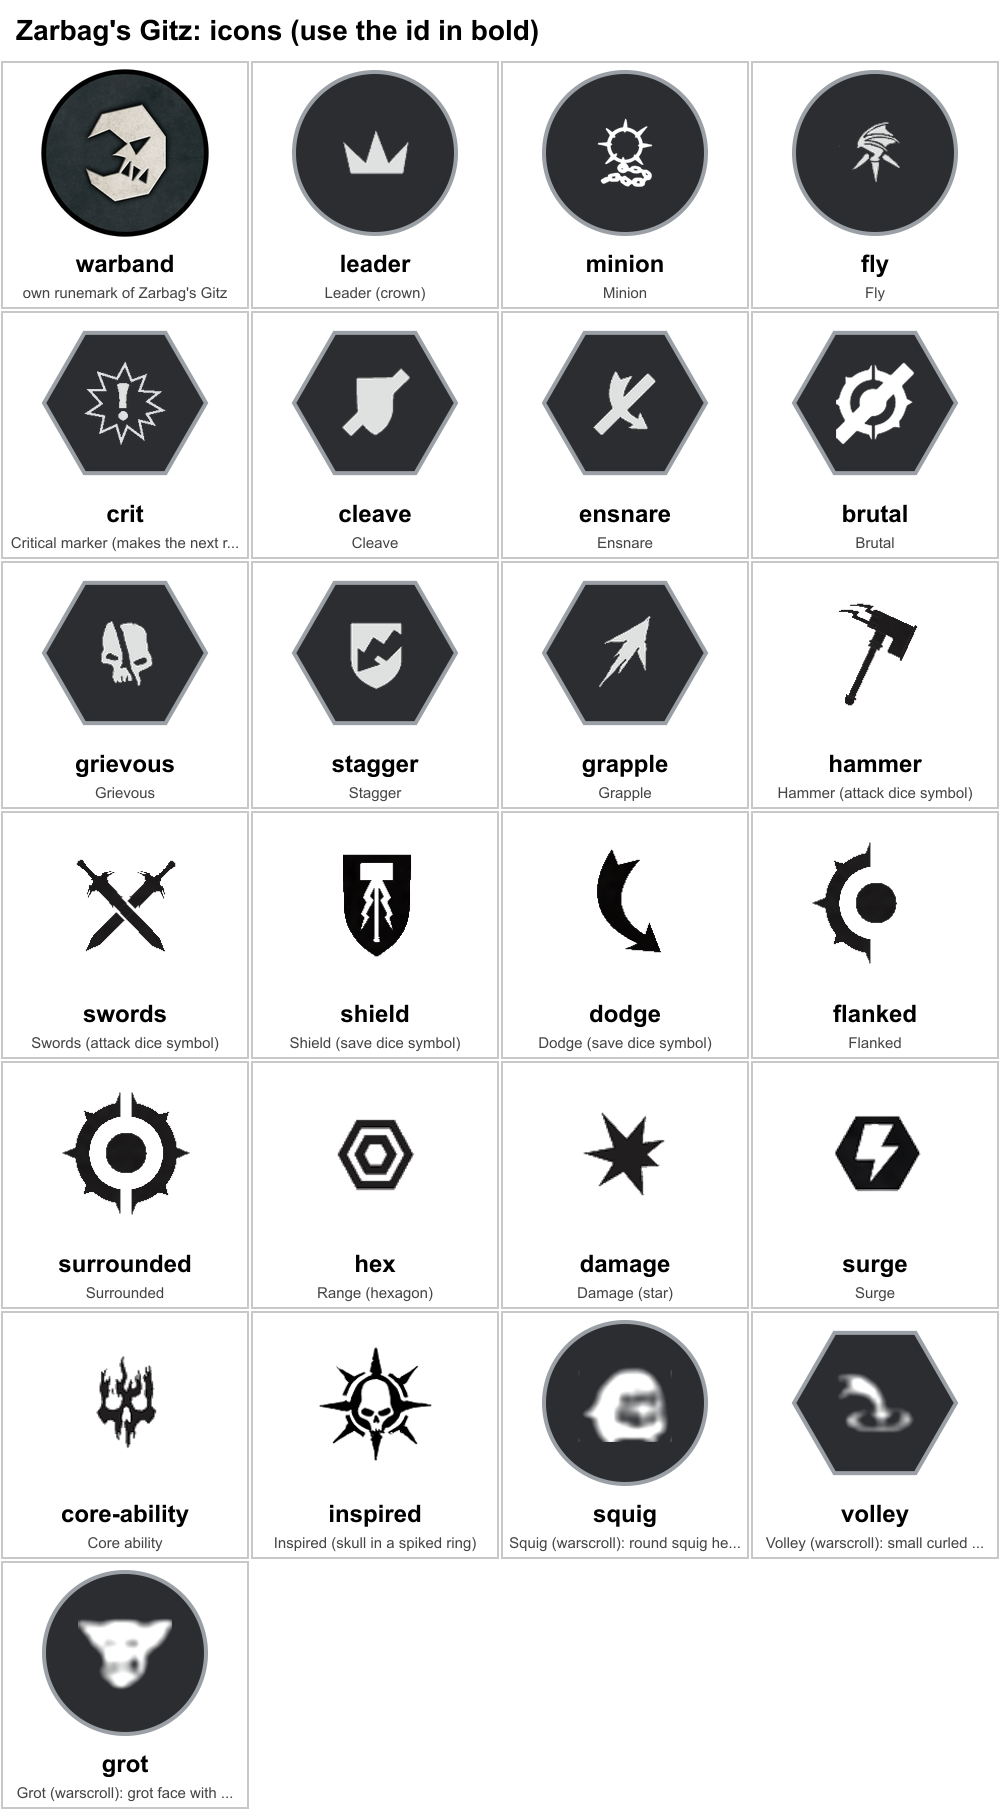 Zarbag's Gitz: icons (use the id in bold)
warband
own runemark of Zarbag's Gitz
leader
Leader (crown)
minion
Minion
fly
Fly
crit
Critical marker (makes the next r...
cleave
Cleave
ensnare
Ensnare
brutal
Brutal
grievous
Grievous
stagger
Stagger
grapple
Grapple
hammer
Hammer (attack dice symbol)
swords
Swords (attack dice symbol)
shield
Shield (save dice symbol)
dodge
Dodge (save dice symbol)
flanked
Flanked
surrounded
Surrounded
hex
Range (hexagon)
damage
Damage (star)
surge
Surge
core-ability
Core ability
inspired
Inspired (skull in a spiked ring)
squig
Squig (warscroll): round squig he...
volley
Volley (warscroll): small curled ...
grot
Grot (warscroll): grot face with ...